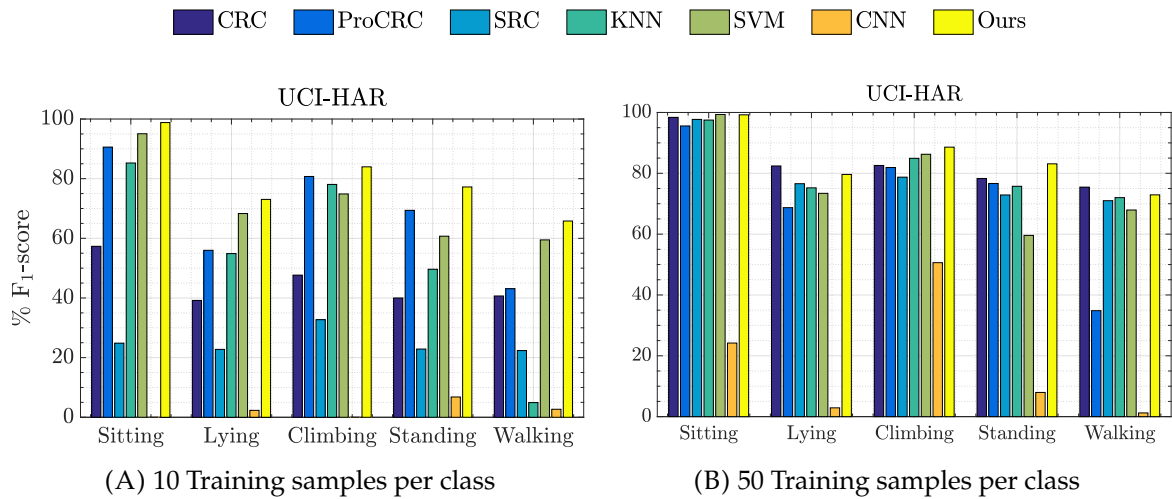 CRC ProCRC SRC KNN SVM CNN Ours
UCI-HAR
100
80
60
40
20
0
% F₁-score
Sitting Lying Climbing Standing Walking
(A) 10 Training samples per class
UCI-HAR
100
80
60
40
20
0
Sitting Lying Climbing Standing Walking
(B) 50 Training samples per class